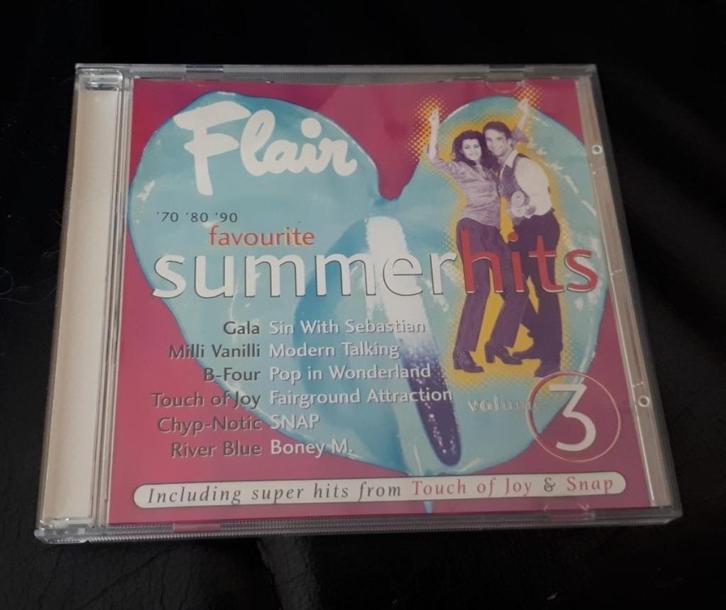 Flair
'70 '80 '90
favourite
summerhits
Gala Sin With Sebastian
Milli Vanilli Modern Talking
B-Four Pop in Wonderland
Touch of Joy Fairground Attraction
Chyp-Notic SNAP
River Blue Boney M.
volume 3
Including super hits from Touch of Joy & Snap